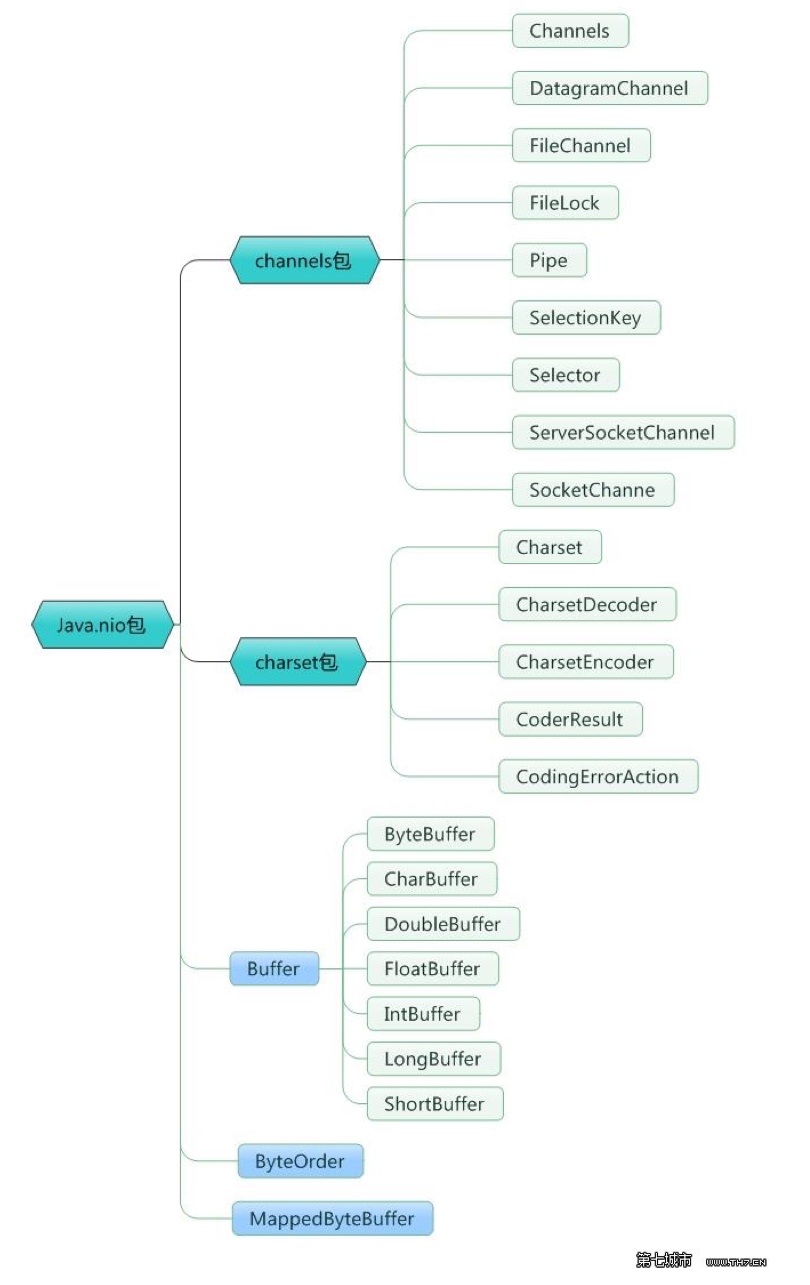 Channels
DatagramChannel
FileChannel
FileLock
channels包
Pipe
SelectionKey
Selector
ServerSocketChannel
SocketChanne
Charset
CharsetDecoder
Java.nio包
charset包
CharsetEncoder
CoderResult
CodingErrorAction
ByteBuffer
CharBuffer
DoubleBuffer
Buffer
FloatBuffer
IntBuffer
LongBuffer
ShortBuffer
ByteOrder
MappedByteBuffer
第七城市 WWW.TH7.CN